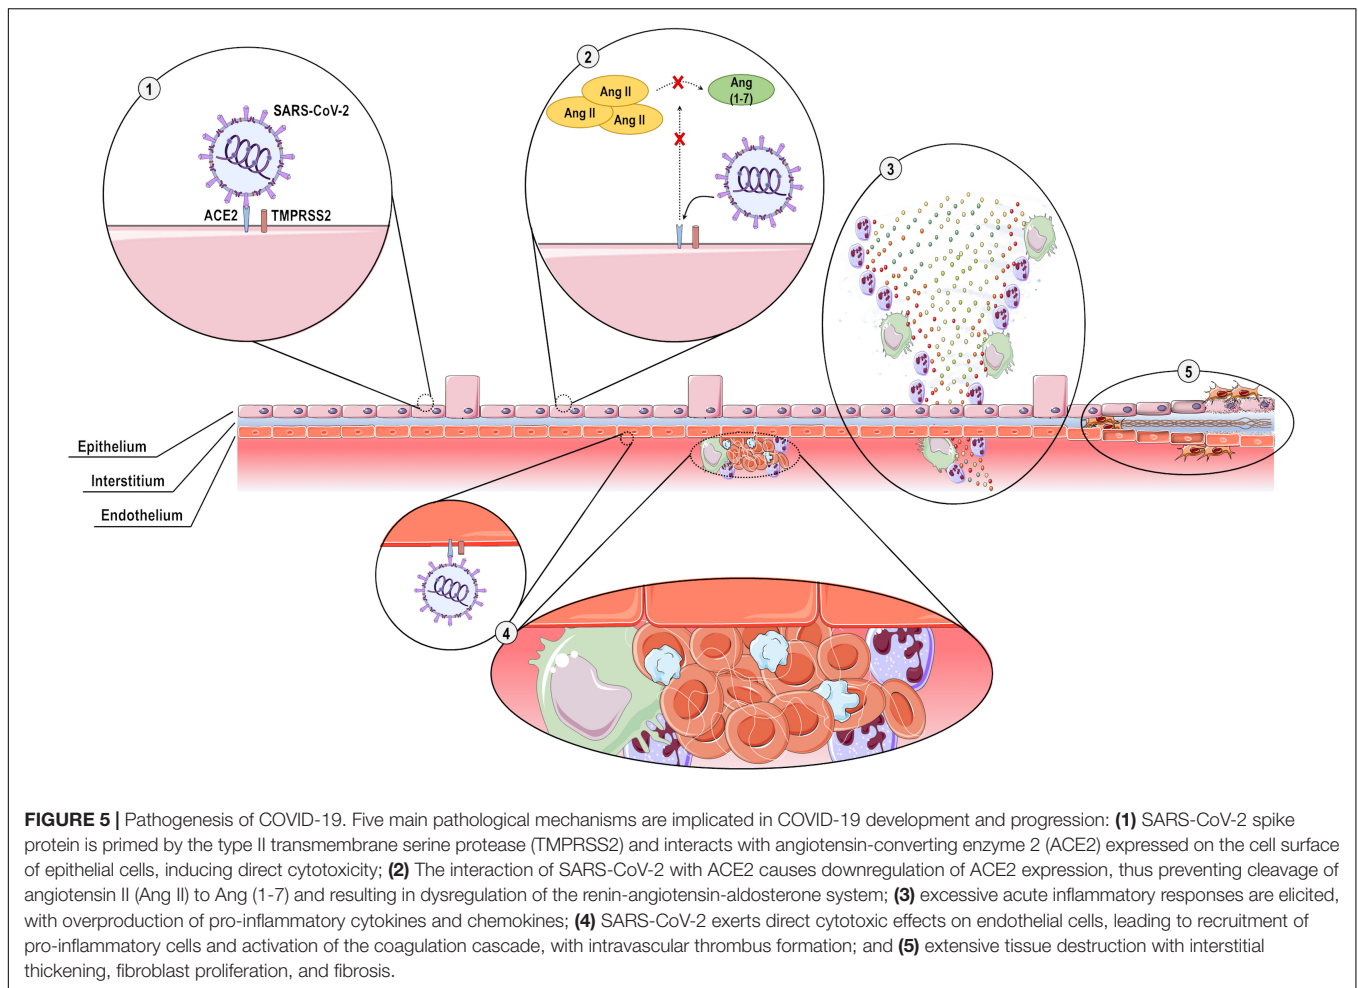 1
SARS-CoV-2
ACE2
TMPRSS2
2
Ang II
Ang II
Ang II
Ang
(1-7)
3
5
Epithelium
Interstitium
Endothelium
4
FIGURE 5 | Pathogenesis of COVID-19. Five main pathological mechanisms are implicated in COVID-19 development and progression: (1) SARS-CoV-2 spike
protein is primed by the type II transmembrane serine protease (TMPRSS2) and interacts with angiotensin-converting enzyme 2 (ACE2) expressed on the cell surface
of epithelial cells, inducing direct cytotoxicity; (2) The interaction of SARS-CoV-2 with ACE2 causes downregulation of ACE2 expression, thus preventing cleavage of
angiotensin II (Ang II) to Ang (1-7) and resulting in dysregulation of the renin-angiotensin-aldosterone system; (3) excessive acute inflammatory responses are elicited,
with overproduction of pro-inflammatory cytokines and chemokines; (4) SARS-CoV-2 exerts direct cytotoxic effects on endothelial cells, leading to recruitment of
pro-inflammatory cells and activation of the coagulation cascade, with intravascular thrombus formation; and (5) extensive tissue destruction with interstitial
thickening, fibroblast proliferation, and fibrosis.